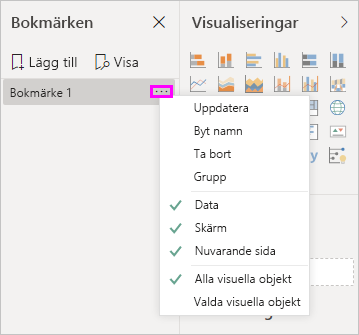 Bokmärken
Visualiseringar
Lägg till
Visa
Bokmärke 1
Uppdatera
Byt namn
Ta bort
Grupp
Data
Skärm
Nuvarande sida
Alla visuella objekt
Valda visuella objekt